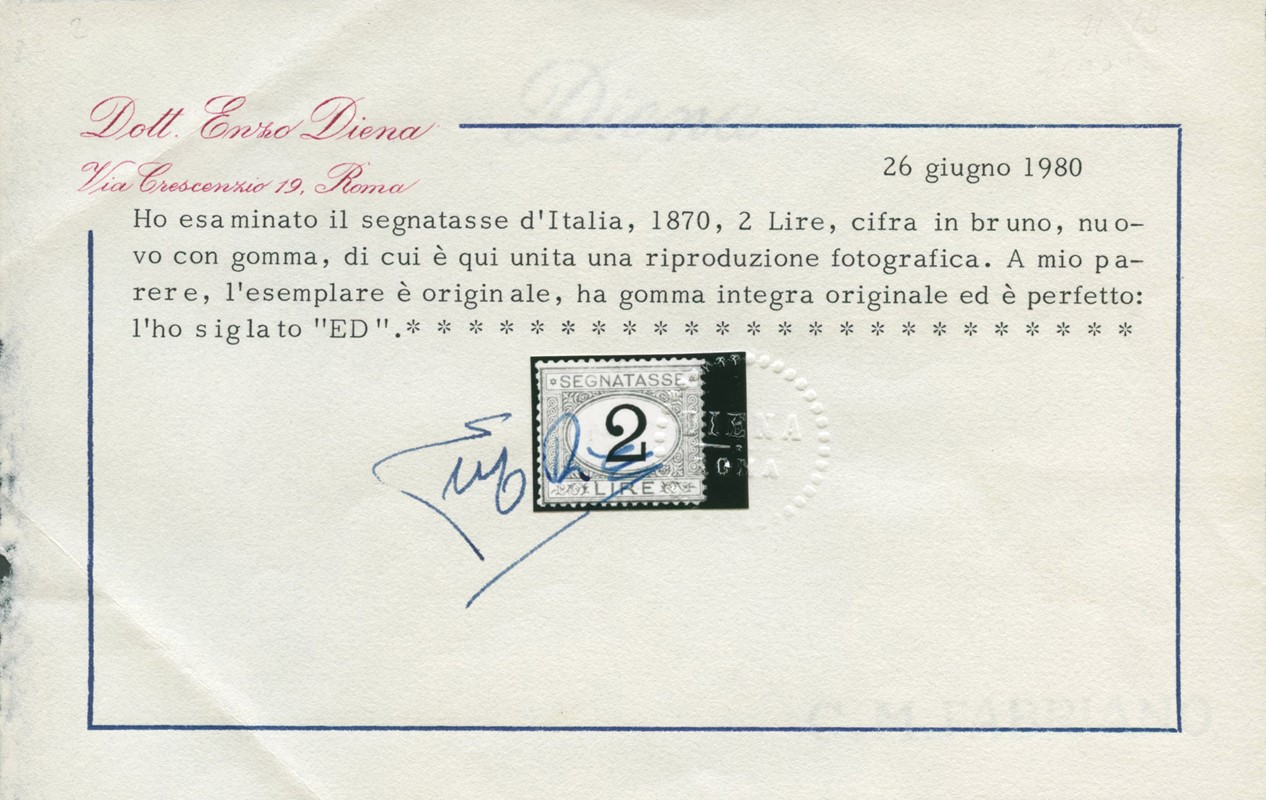 Dott. Enzo Diena
Via Crescenzio 19, Roma
26 giugno 1980
Ho esaminato il segnatasse d'Italia, 1870, 2 Lire, cifra in bruno, nuo-
vo con gomma, di cui è qui unita una riproduzione fotografica. A mio pa-
rere, l'esemplare è originale, ha gomma integra originale ed è perfetto:
l'ho siglato "ED".* * * * * * * * * * * * * * * * * * * * * * * *
SEGNATASSE
2
LIRE
DIENA
Diena